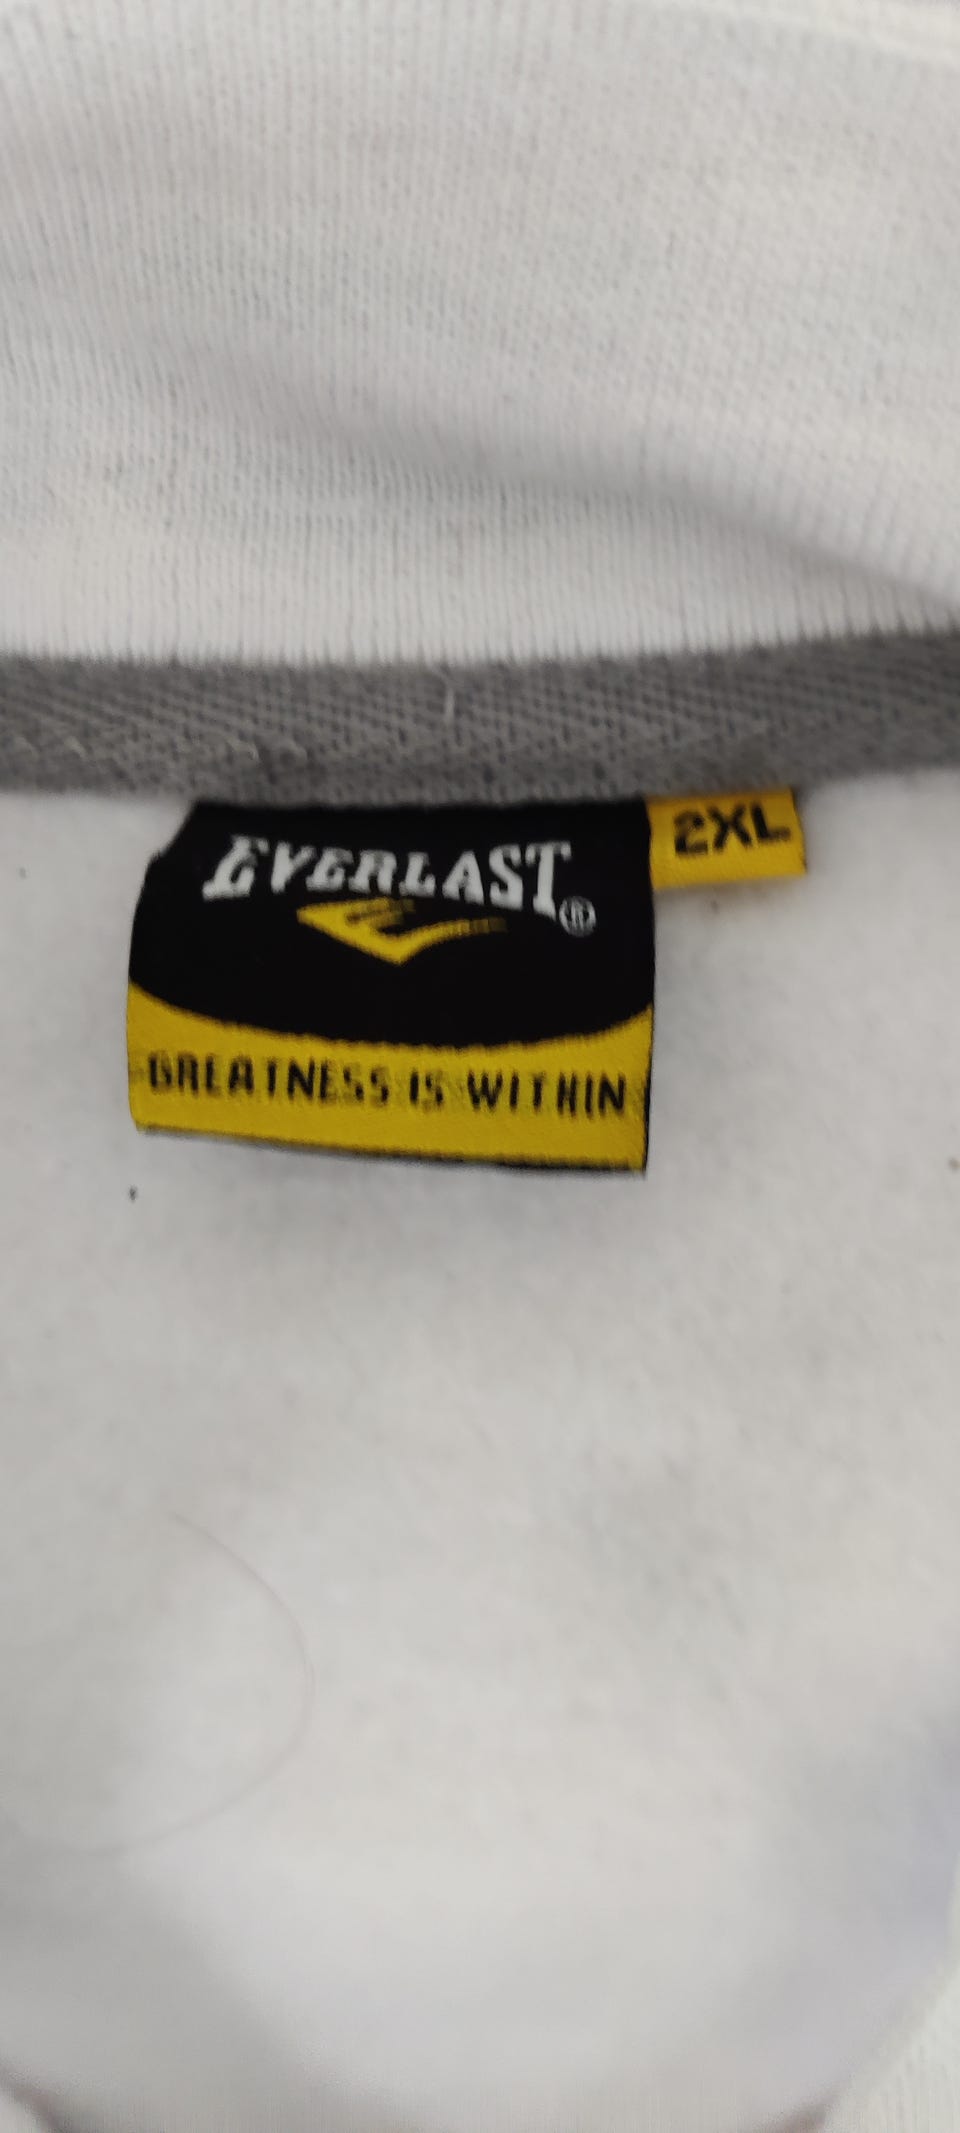 EVERLAST®
2XL
GREATNESS IS WITHIN